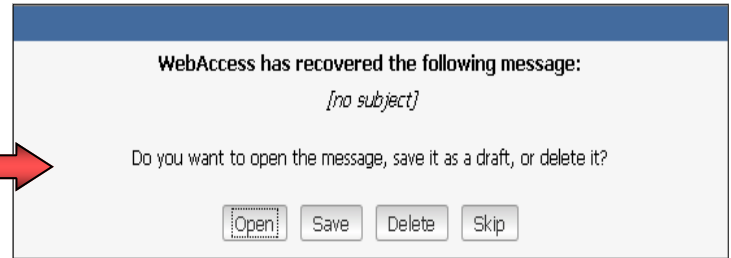 WebAccess has recovered the following message:
[no subject]
Do you want to open the message, save it as a draft, or delete it?
Open Save Delete Skip